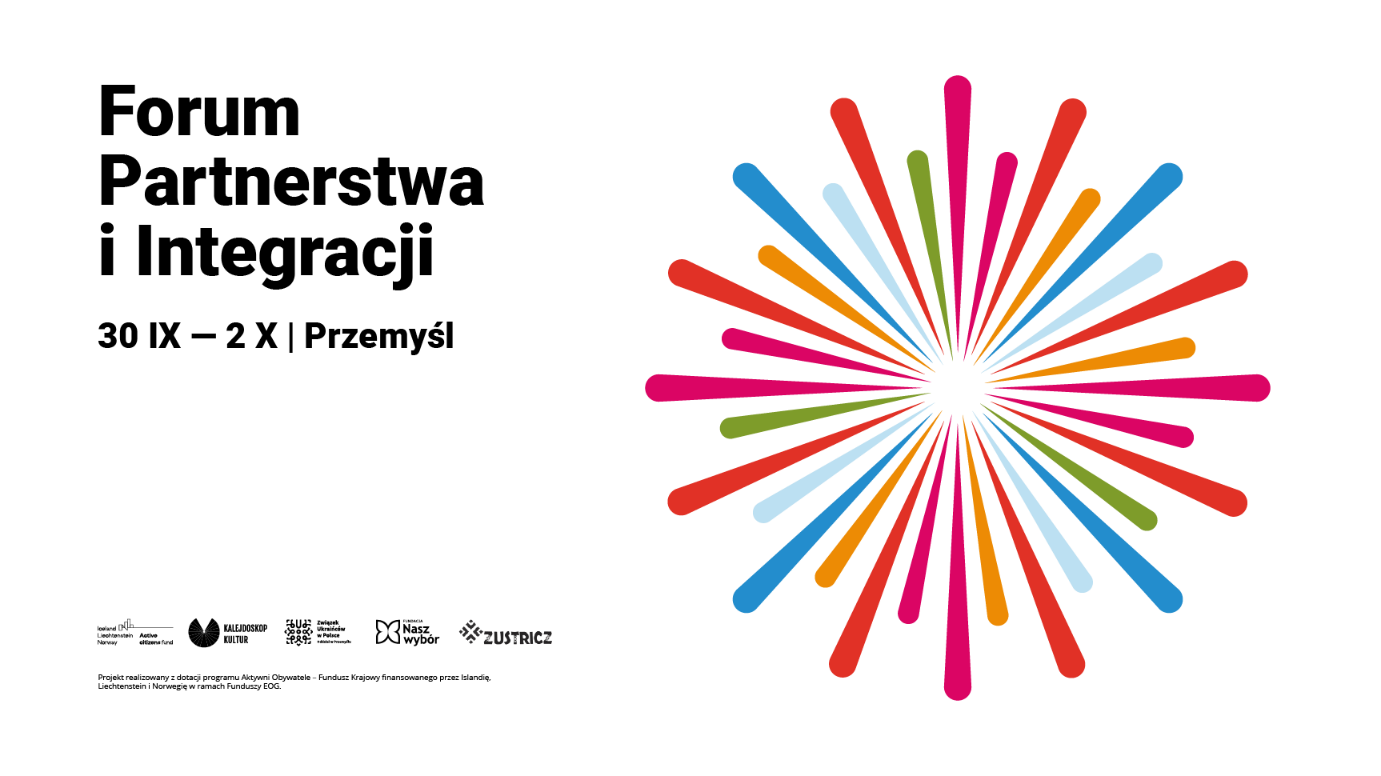 Forum
Partnerstwa
i Integracji
30 IX — 2 X | Przemyśl
Iceland
Liechtenstein
Norway
Active
citizens fund
KALEJDOSKOP
KULTUR
Związek
Ukraińców
w Polsce
FUNDACJA
Nasz
wybór
ZUSTRICZ
Projekt realizowany z dotacji programu Aktywni Obywatele – Fundusz Krajowy finansowanego przez Islandię,
Liechtenstein i Norwegię w ramach Funduszy EOG.